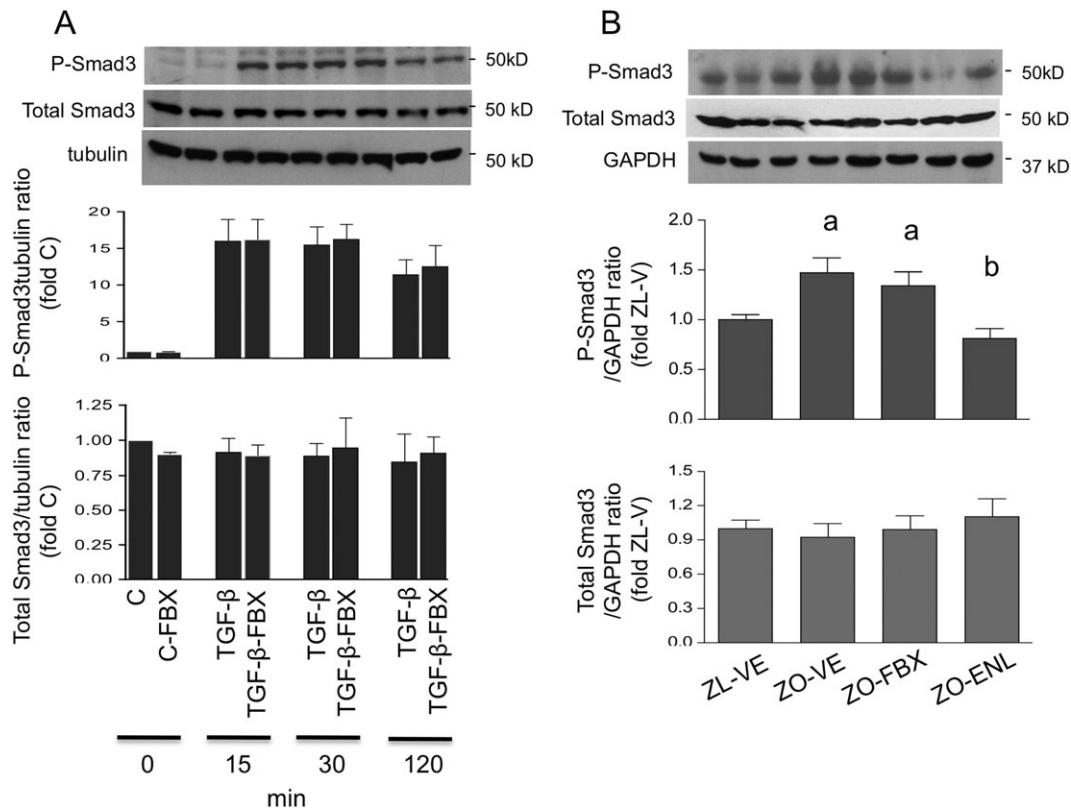 A
P-Smad3
50kD
Total Smad3
50 kD
tubulin
50 kD
P-Smad3tubulin ratio
(fold C)
20
15
10
5
0
Total Smad3/tubulin ratio
(fold C)
1.25
1.00
0.75
0.50
0.25
0.00
C
C-FBX
TGF-β
TGF-β-FBX
TGF-β
TGF-β-FBX
TGF-β
TGF-β-FBX
0
15
30
120
min
B
P-Smad3
50kD
Total Smad3
50 kD
GAPDH
37 kD
P-Smad3
/GAPDH ratio
(fold ZL-V)
2.0
1.5
1.0
0.5
0.0
a
a
b
Total Smad3
/GAPDH ratio
(fold ZL-V)
1.5
1.2
0.9
0.6
0.3
0.0
ZL-VE
ZO-VE
ZO-FBX
ZO-ENL